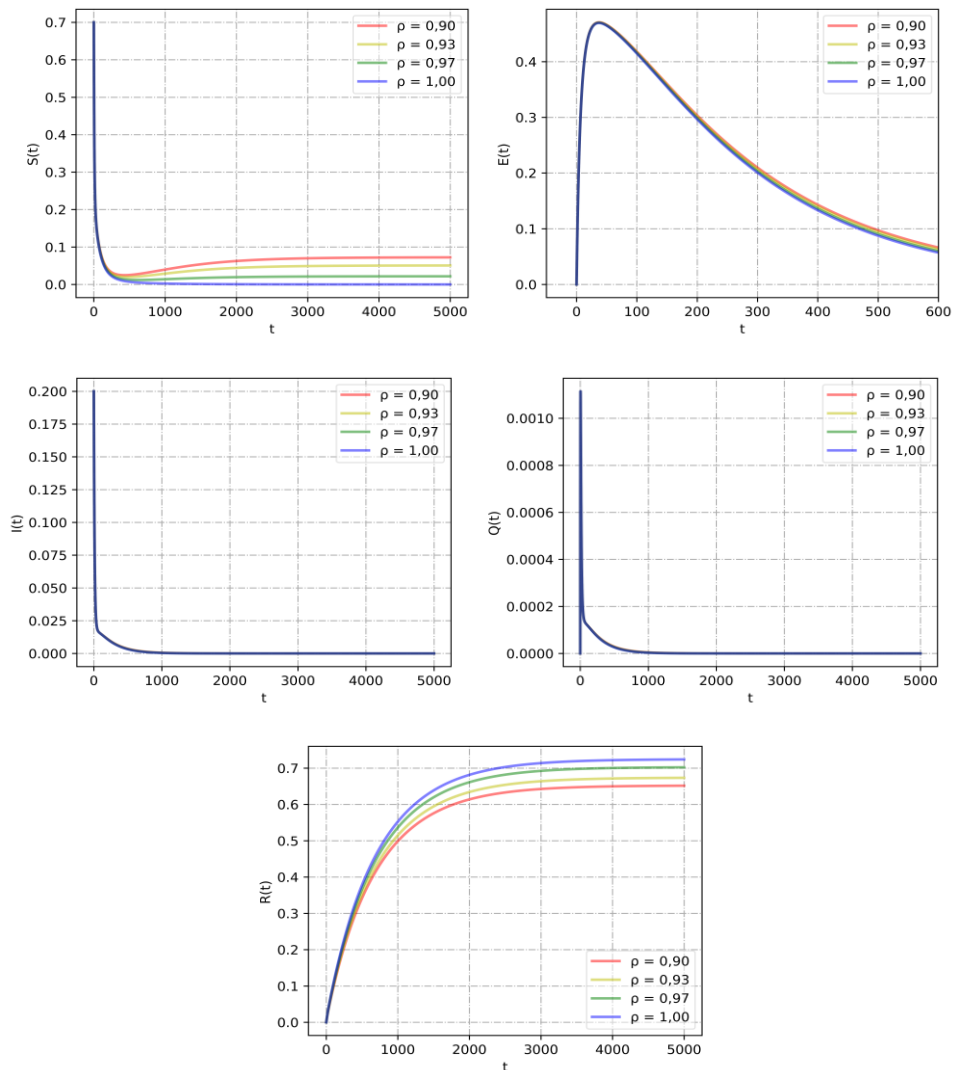 0.7
0.6
0.5
0.4
0.3
0.2
0.1
0.0
S(t)
0 1000 2000 3000 4000 5000
t
ρ = 0,90
ρ = 0,93
ρ = 0,97
ρ = 1,00
0.4
0.3
0.2
0.1
0.0
E(t)
0 100 200 300 400 500 600
t
ρ = 0,90
ρ = 0,93
ρ = 0,97
ρ = 1,00
0.200
0.175
0.150
0.125
0.100
0.075
0.050
0.025
0.000
I(t)
0 1000 2000 3000 4000 5000
t
ρ = 0,90
ρ = 0,93
ρ = 0,97
ρ = 1,00
0.0010
0.0008
0.0006
0.0004
0.0002
0.0000
Q(t)
0 1000 2000 3000 4000 5000
t
ρ = 0,90
ρ = 0,93
ρ = 0,97
ρ = 1,00
0.7
0.6
0.5
0.4
0.3
0.2
0.1
0.0
R(t)
0 1000 2000 3000 4000 5000
t
ρ = 0,90
ρ = 0,93
ρ = 0,97
ρ = 1,00